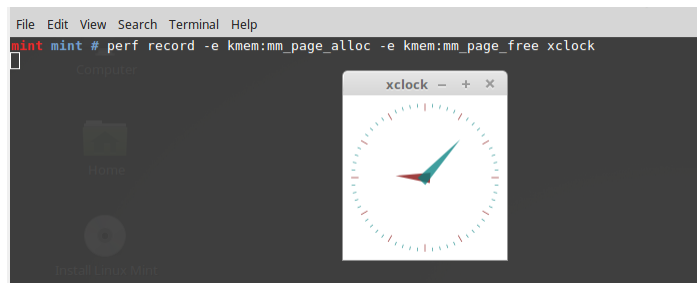 File Edit View Search Terminal Help
mint mint # perf record -e kmem:mm_page_alloc -e kmem:mm_page_free xclock
Computer
xclock
Home
Install Linux Mint